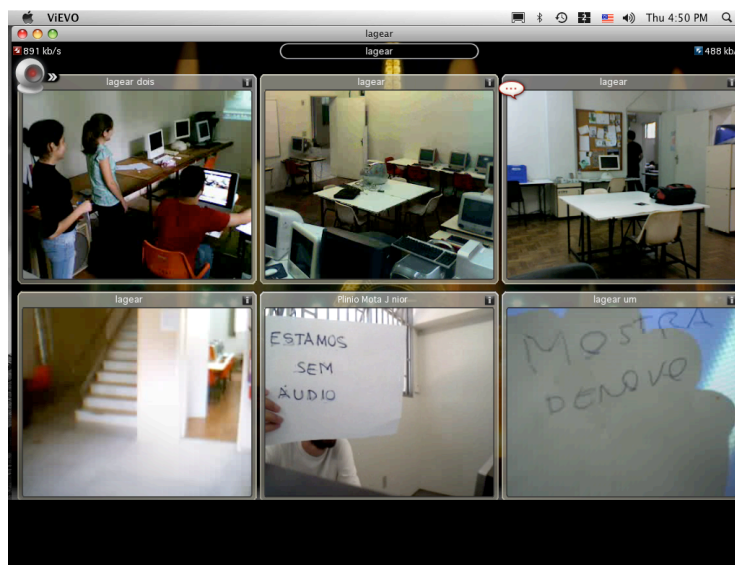 ViEVO
Thu 4:50 PM
lagear
891 kb/s
lagear
488 kb/
lagear dois
lagear
lagear
lagear
Plinio Mota J nior
lagear um
ESTAMOS
SEM
ÁUDIO
MOSTRA
DENOVO